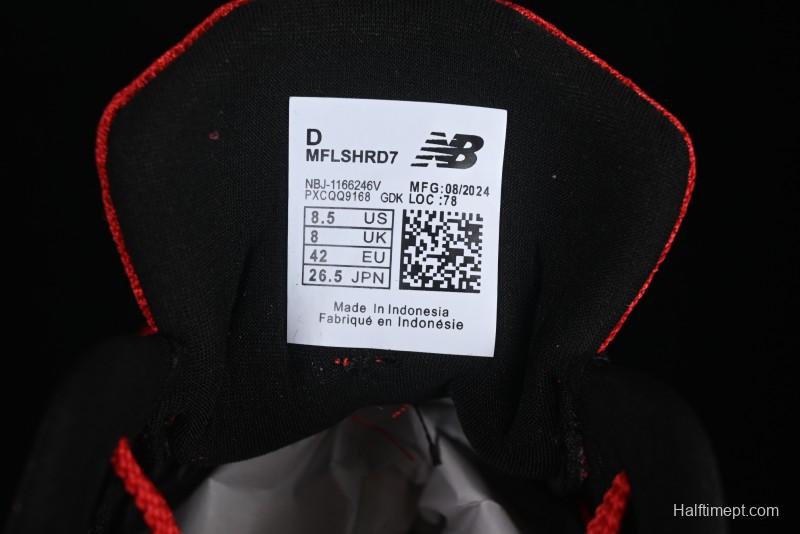 D
MFLSHRD7
NB
NBJ-1166246V
PXCQQ9168 GDK
MFG:08/2024
LOC :78
8.5 US
8 UK
42 EU
26.5 JPN
Made In Indonesia
Fabriqué en Indonésie
Halftimept.com